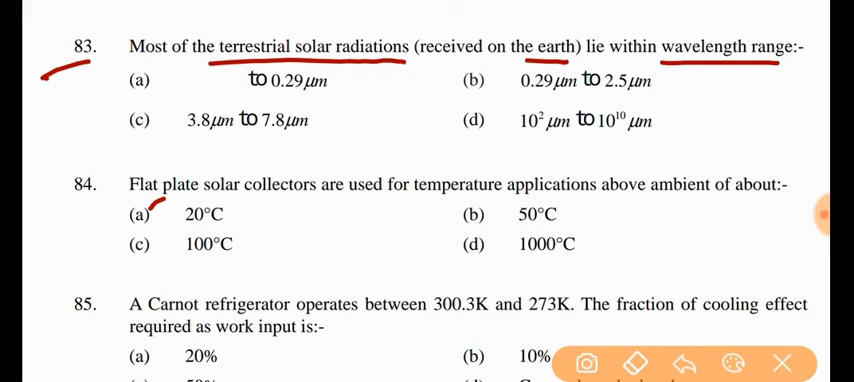 83. Most of the terrestrial solar radiations (received on the earth) lie within wavelength range:-
(a) to 0.29μm (b) 0.29μm to 2.5μm
(c) 3.8μm to 7.8μm (d) 10² μm to 10¹⁰ μm
84. Flat plate solar collectors are used for temperature applications above ambient of about:-
(a) 20°C (b) 50°C
(c) 100°C (d) 1000°C
85. A Carnot refrigerator operates between 300.3K and 273K. The fraction of cooling effect
required as work input is:-
(a) 20% (b) 10%